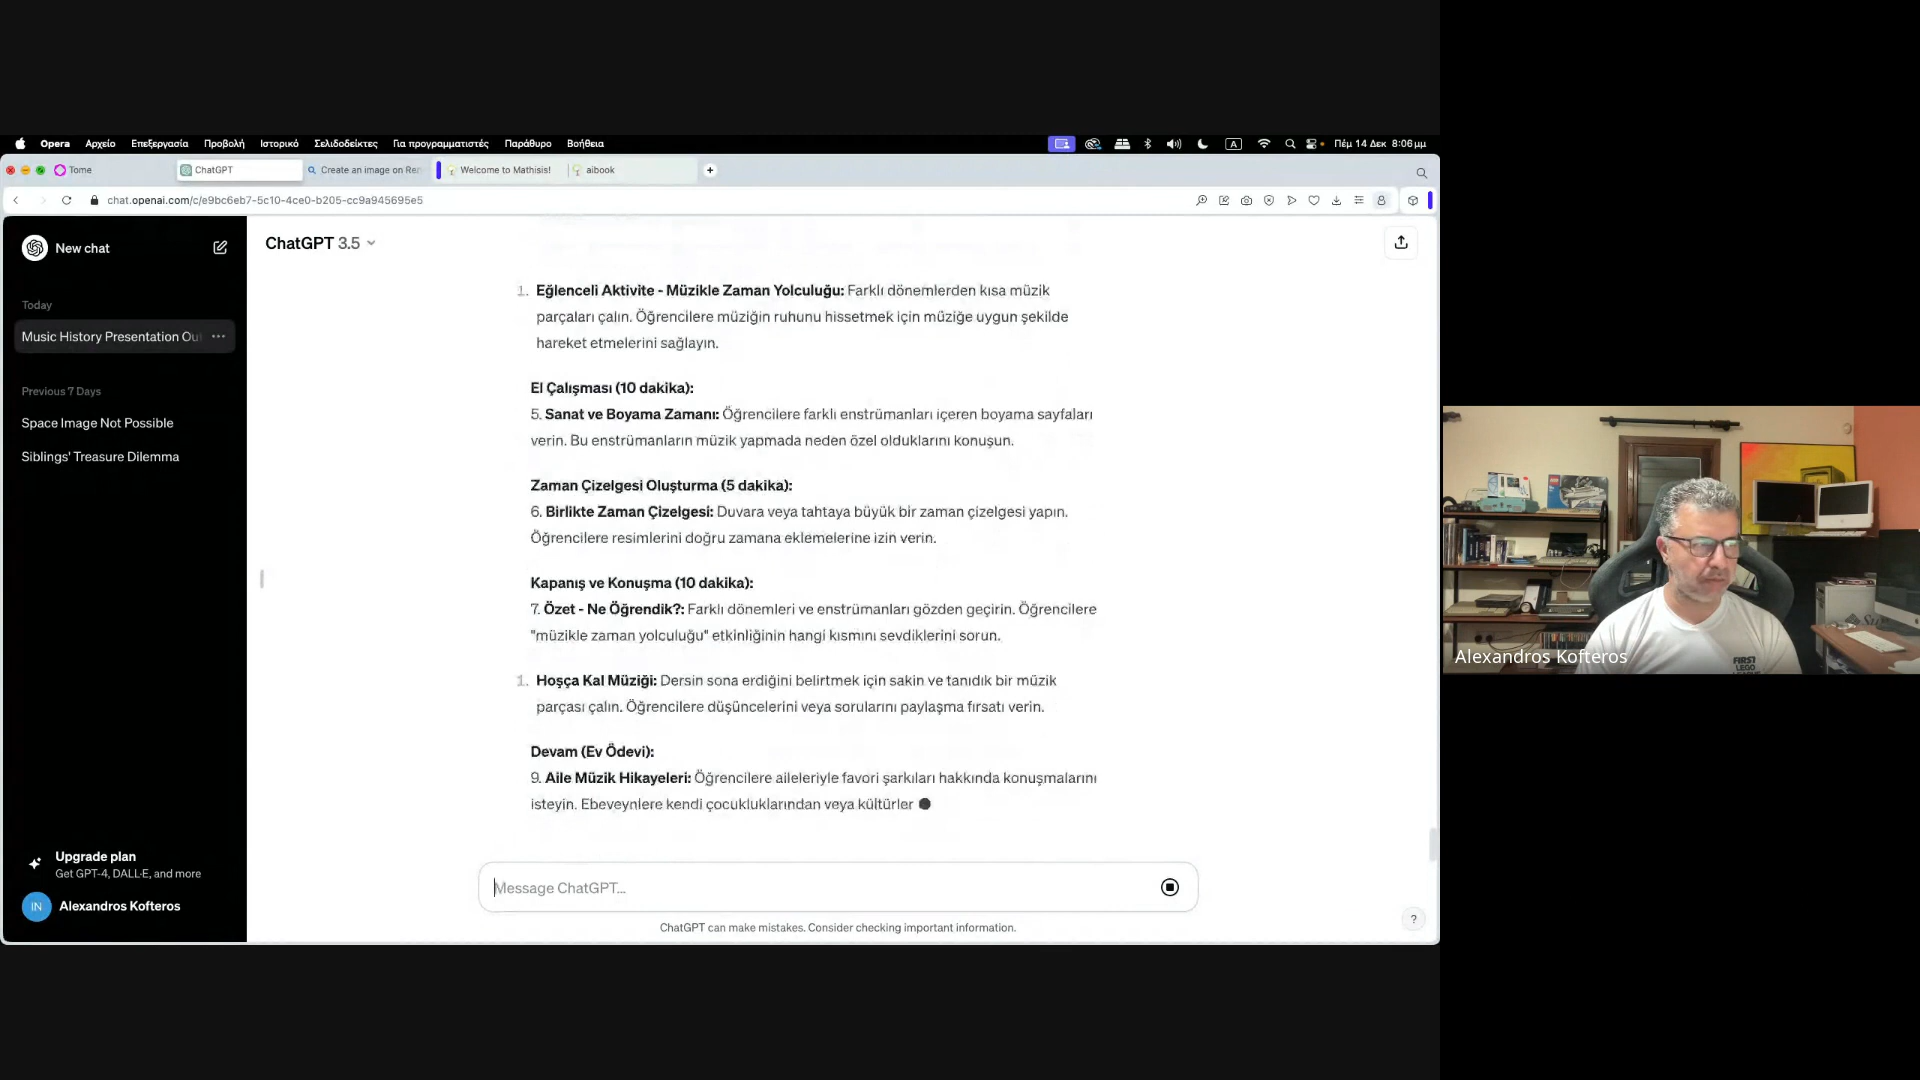 Opera Αρχείο Επεξεργασία Προβολή Ιστορικό Σελιδοδείκτες Για προγραμματιστές Παράθυρο Βοήθεια A Πέμ 14 Δεκ 8:06 μμ
Tome ChatGPT Create an image on Re Welcome to Mathisis! aibook
chat.openai.com/c/e9bc6eb7-5c10-4ce0-b205-cc9a945695e5
New chat
Today
Music History Presentation Ou
Previous 7 Days
Space Image Not Possible
Siblings' Treasure Dilemma
Upgrade plan
Get GPT-4, DALL·E, and more
IN Alexandros Kofteros
ChatGPT 3.5
1. Eğlenceli Aktivite - Müzikle Zaman Yolculuğu: Farklı dönemlerden kısa müzik
parçaları çalın. Öğrencilere müziğin ruhunu hissetmek için müziğe uygun şekilde
hareket etmelerini sağlayın.
El Çalışması (10 dakika):
5. Sanat ve Boyama Zamanı: Öğrencilere farklı enstrümanları içeren boyama sayfaları
verin. Bu enstrümanların müzik yapmada neden özel olduklarını konuşun.
Zaman Çizelgesi Oluşturma (5 dakika):
6. Birlikte Zaman Çizelgesi: Duvara veya tahtaya büyük bir zaman çizelgesi yapın.
Öğrencilere resimlerini doğru zamana eklemelerine izin verin.
Kapanış ve Konuşma (10 dakika):
7. Özet - Ne Öğrendik?: Farklı dönemleri ve enstrümanları gözden geçirin. Öğrencilere
"müzikle zaman yolculuğu" etkinliğinin hangi kısmını sevdiklerini sorun.
1. Hoşça Kal Müziği: Dersin sona erdiğini belirtmek için sakin ve tanıdık bir müzik
parçası çalın. Öğrencilere düşüncelerini veya sorularını paylaşma fırsatı verin.
Devam (Ev Ödevi):
9. Aile Müzik Hikayeleri: Öğrencilere aileleriyle favori şarkıları hakkında konuşmalarını
isteyin. Ebeveynlere kendi çocukluklarından veya kültürler
Message ChatGPT...
ChatGPT can make mistakes. Consider checking important information.
?
FIRST
LEGO
Alexandros Kofteros